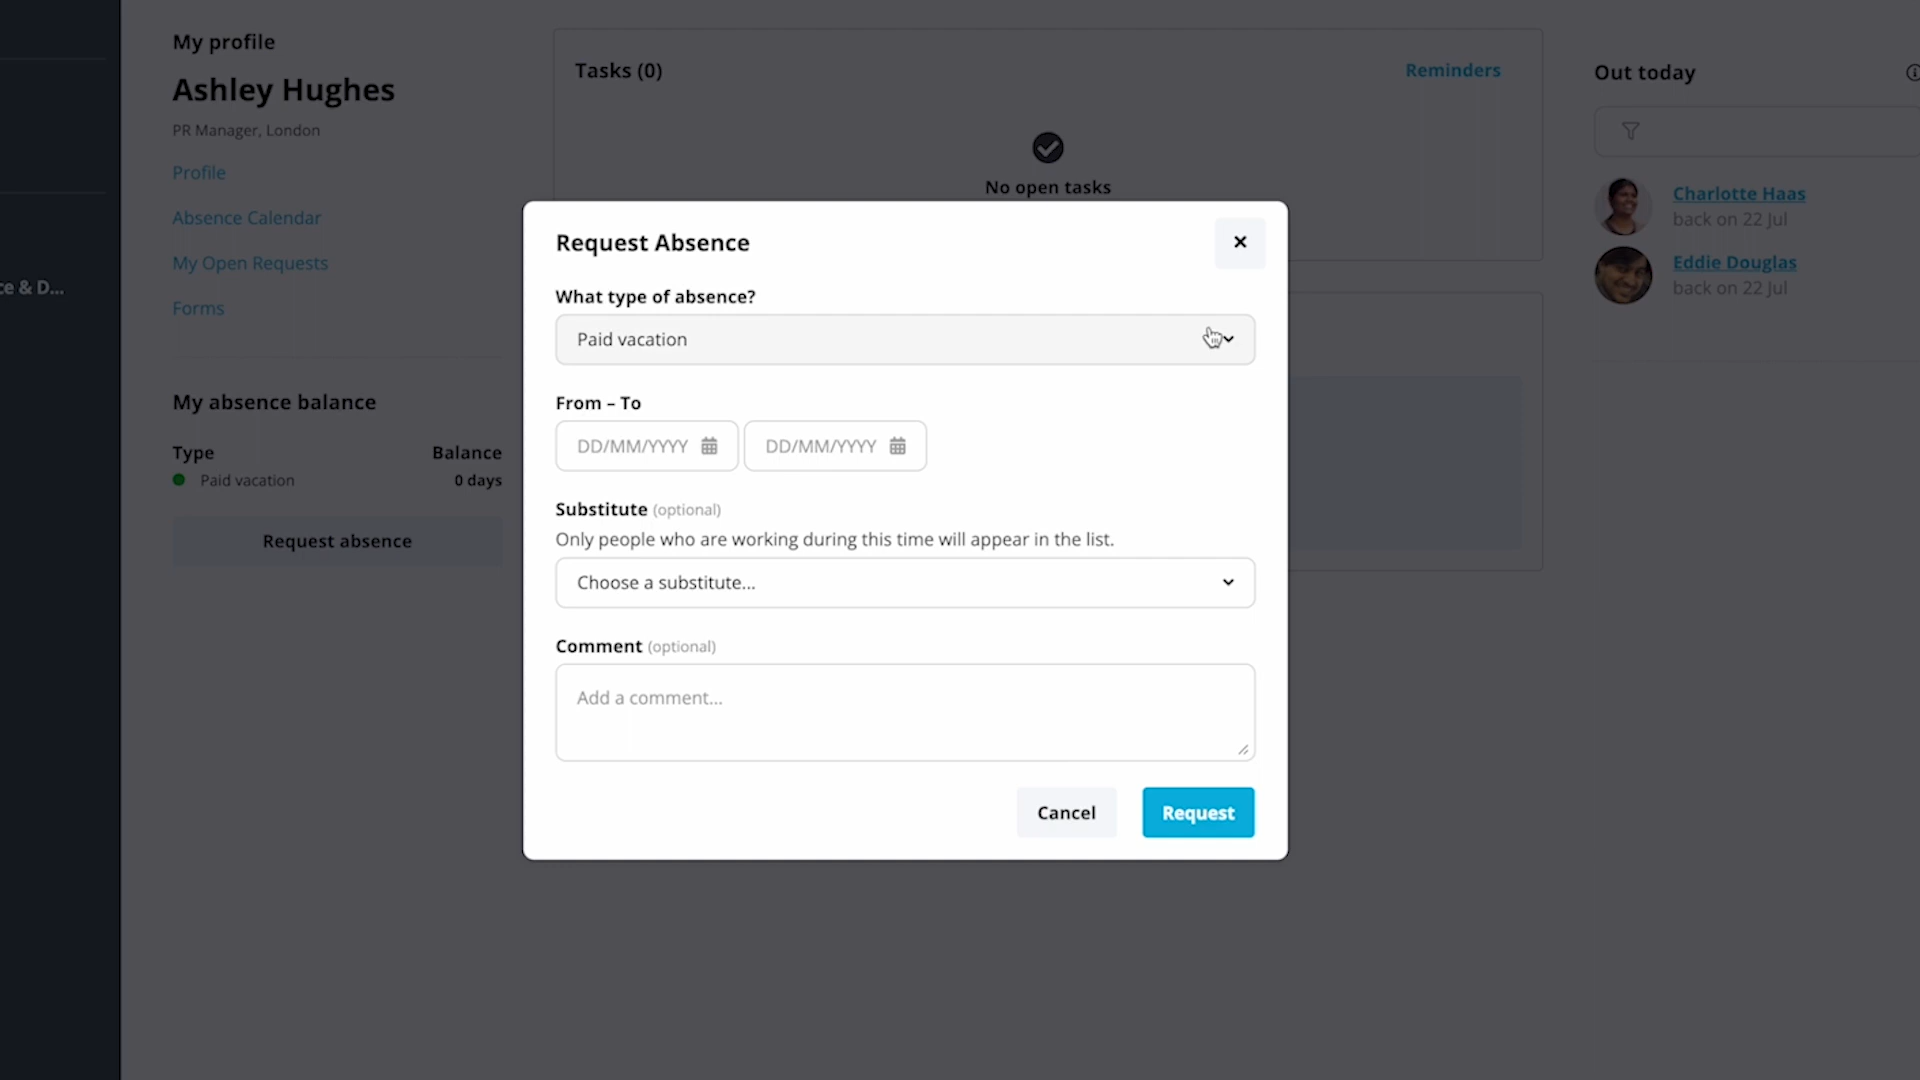 ce & D...
My profile
Ashley Hughes
PR Manager, London
Profile
Absence Calendar
My Open Requests
Forms
My absence balance
Type Balance
Paid vacation 0 days
Request absence
Tasks (0) Reminders
No open tasks
Request Absence
What type of absence?
Paid vacation
From – To
DD/MM/YYYY DD/MM/YYYY
Substitute (optional)
Only people who are working during this time will appear in the list.
Choose a substitute...
Comment (optional)
Add a comment...
Cancel Request
Out today
Charlotte Haas
back on 22 Jul
Eddie Douglas
back on 22 Jul